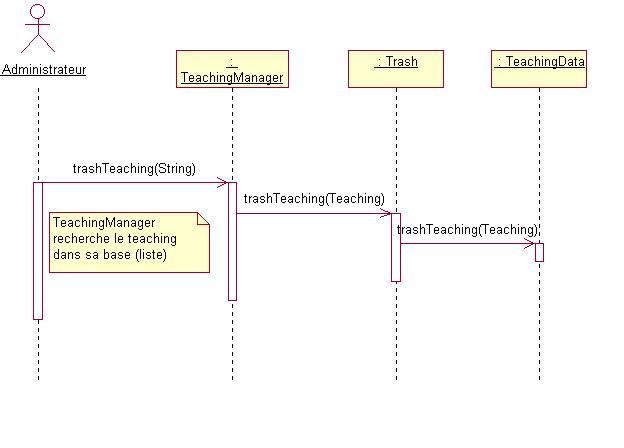 Administrateur
:
TeachingManager
: Trash
: TeachingData
trashTeaching(String)
trashTeaching(Teaching)
trashTeaching(Teaching)
TeachingManager
recherche le teaching
dans sa base (liste)